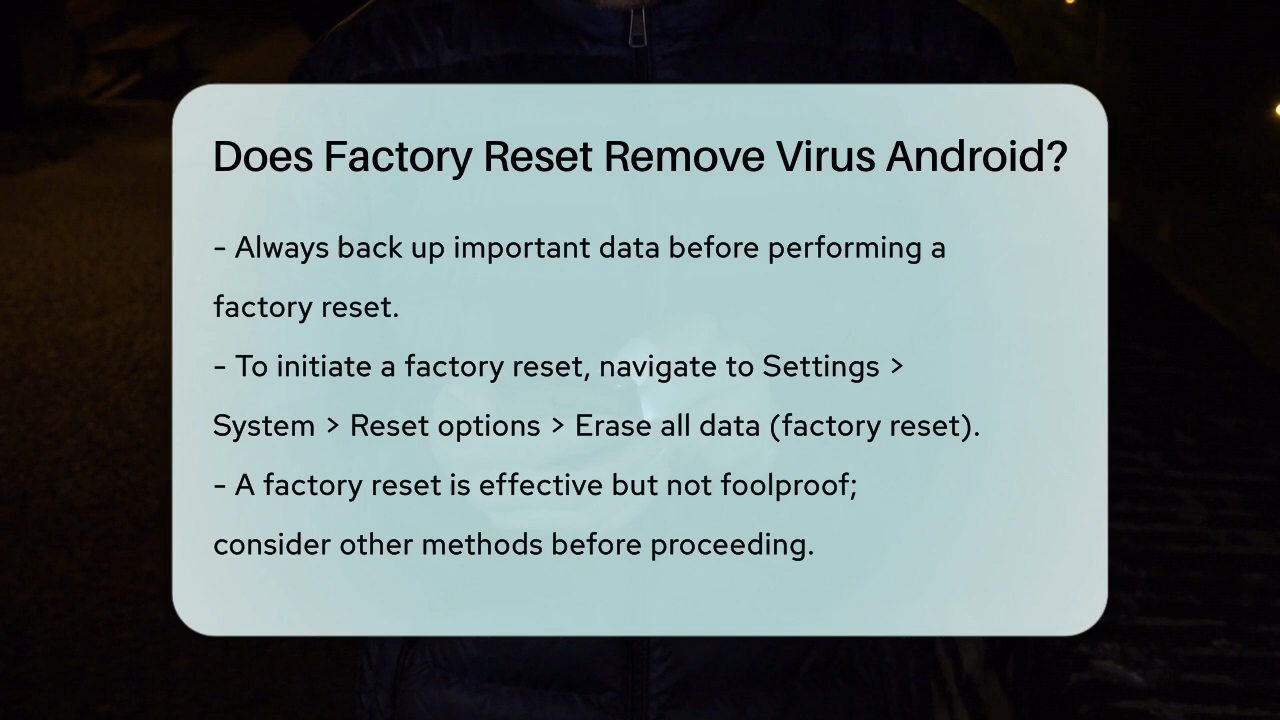 Does Factory Reset Remove Virus Android?
- Always back up important data before performing a
factory reset.
- To initiate a factory reset, navigate to Settings >
System > Reset options > Erase all data (factory reset).
- A factory reset is effective but not foolproof;
consider other methods before proceeding.